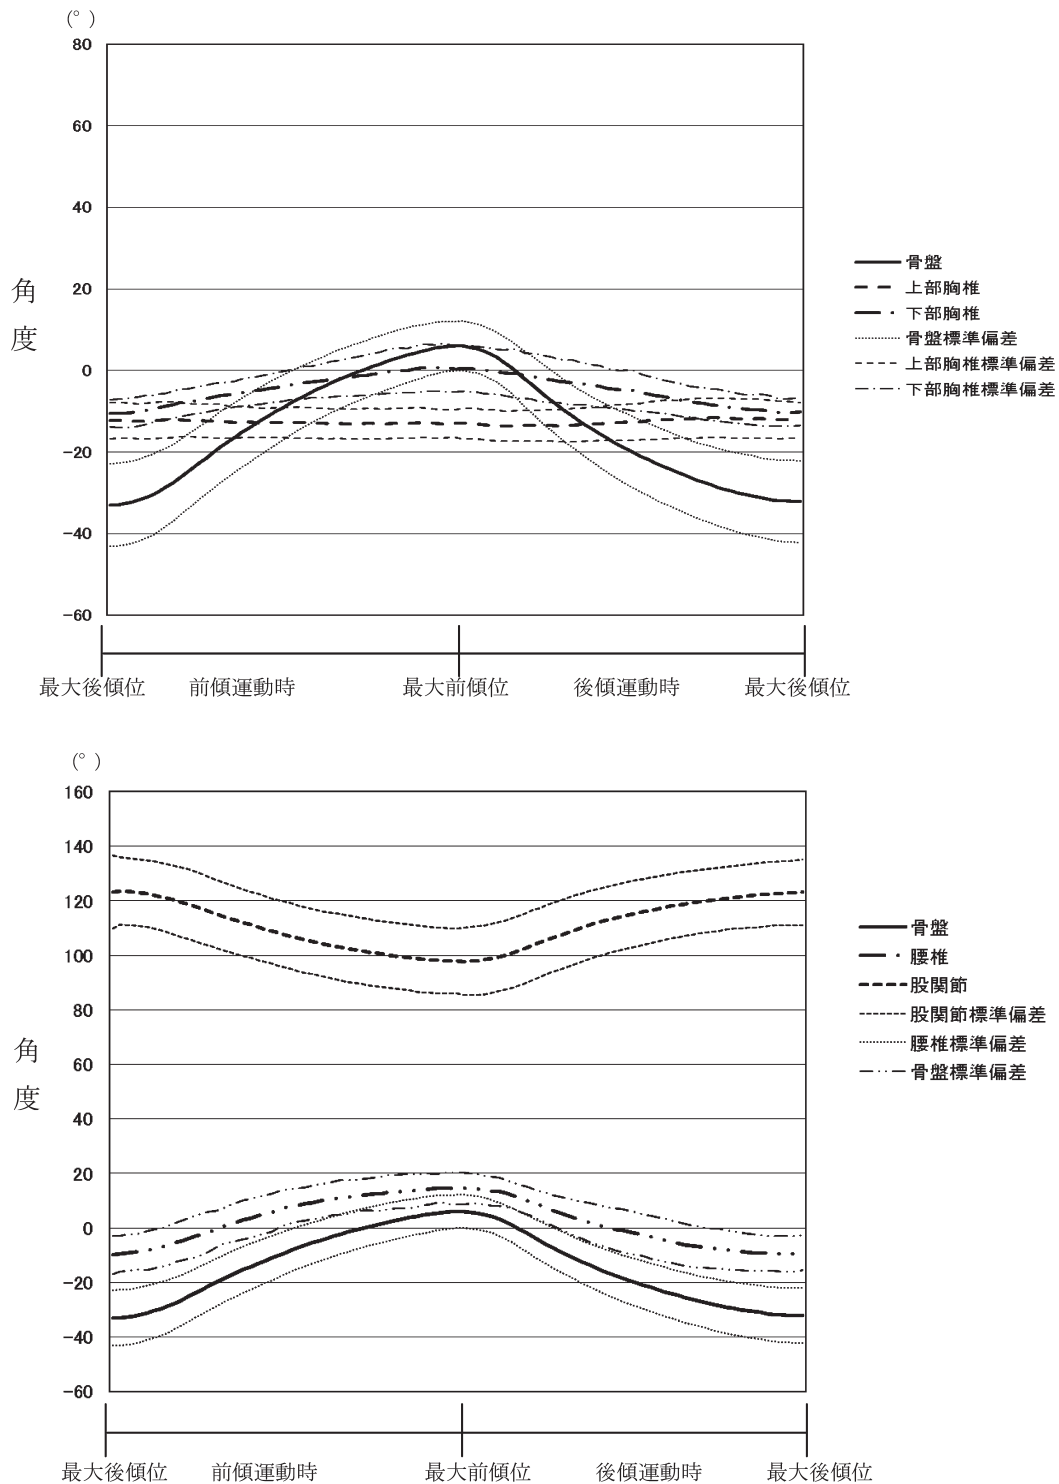 (° )
80
60
40
20
0
-20
-40
-60
角
度
骨盤
上部胸椎
下部胸椎
骨盤標準偏差
上部胸椎標準偏差
下部胸椎標準偏差
最大後傾位 前傾運動時 最大前傾位 後傾運動時 最大後傾位
(° )
160
140
120
100
80
60
40
20
0
-20
-40
-60
角
度
骨盤
腰椎
股関節
股関節標準偏差
腰椎標準偏差
骨盤標準偏差
最大後傾位 前傾運動時 最大前傾位 後傾運動時 最大後傾位